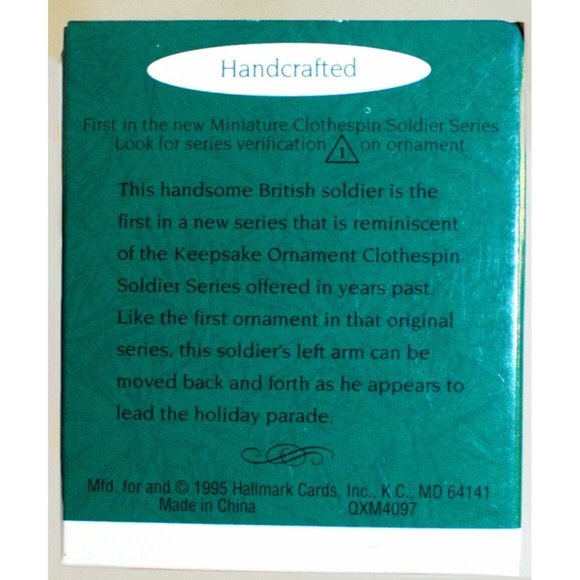 Handcrafted
First in the new Miniature Clothespin Soldier Series
Look for series verification 1 on ornament
This handsome British soldier is the
first in a new series that is reminiscent
of the Keepsake Ornament Clothespin
Soldier Series offered in years past.
Like the first ornament in that original
series, this soldier's left arm can be
moved back and forth as he appears to
lead the holiday parade.
Mfd. for and © 1995 Hallmark Cards, Inc., K.C., MO 64141
Made in China QXM4097